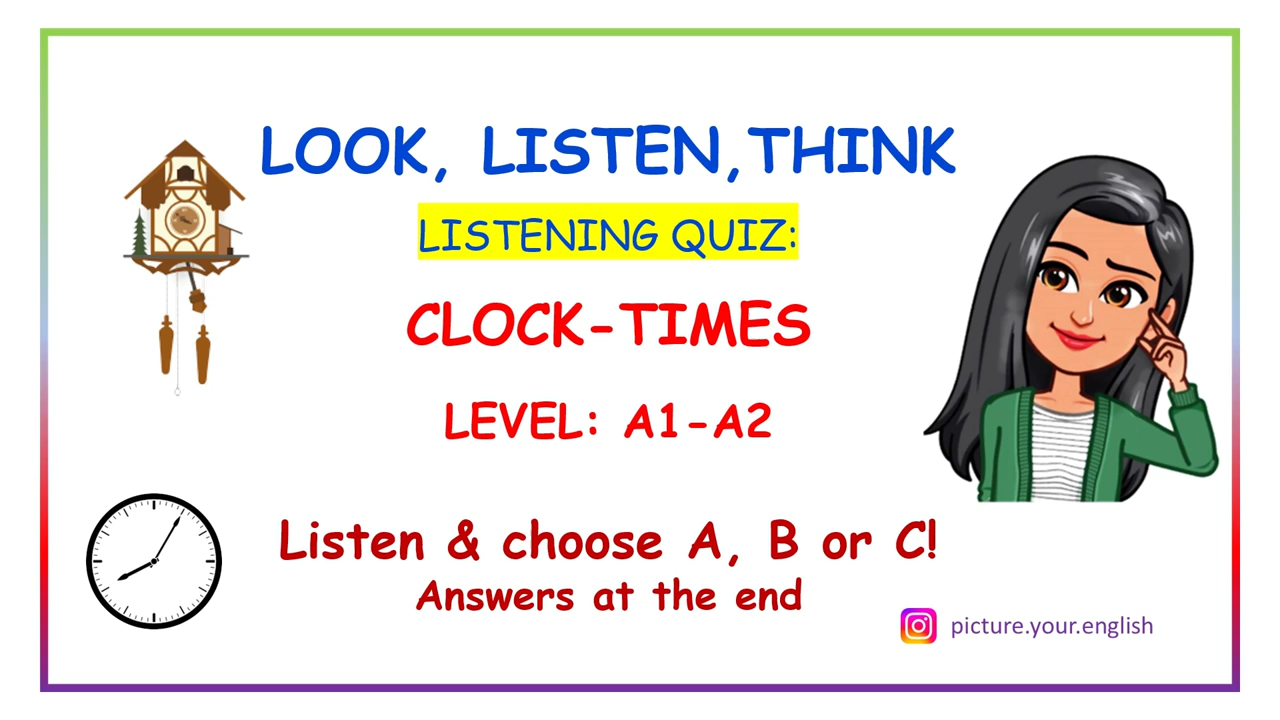 LOOK, LISTEN,THINK
LISTENING QUIZ:
CLOCK-TIMES
LEVEL: A1-A2
Listen & choose A, B or C!
Answers at the end
picture.your.english